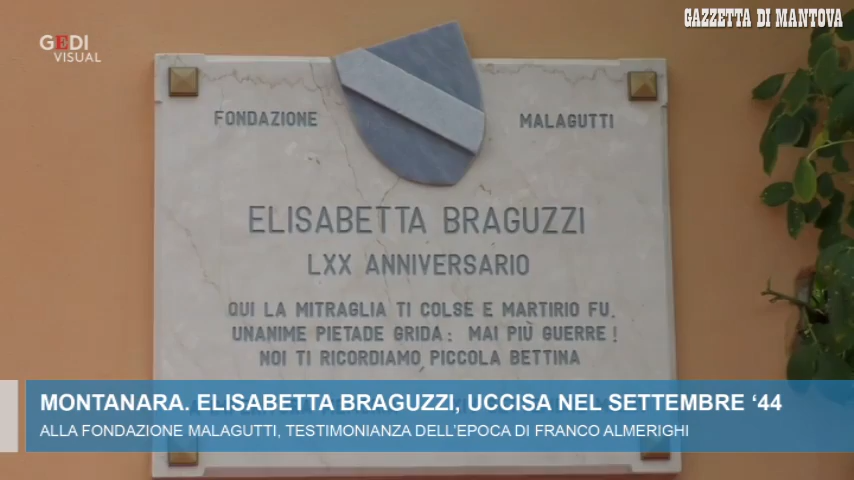 GEDI
VISUAL
GAZZETTA DI MANTOVA
FONDAZIONE
MALAGUTTI
ELISABETTA BRAGUZZI
LXX ANNIVERSARIO
QUI LA MITRAGLIA TI COLSE E MARTIRIO FU.
UNANIME PIETADE GRIDA: MAI PIÙ GUERRE!
NOI TI RICORDIAMO PICCOLA BETTINA
MONTANARA. ELISABETTA BRAGUZZI, UCCISA NEL SETTEMBRE ‘44
ALLA FONDAZIONE MALAGUTTI, TESTIMONIANZA DELL'EPOCA DI FRANCO ALMERIGHI